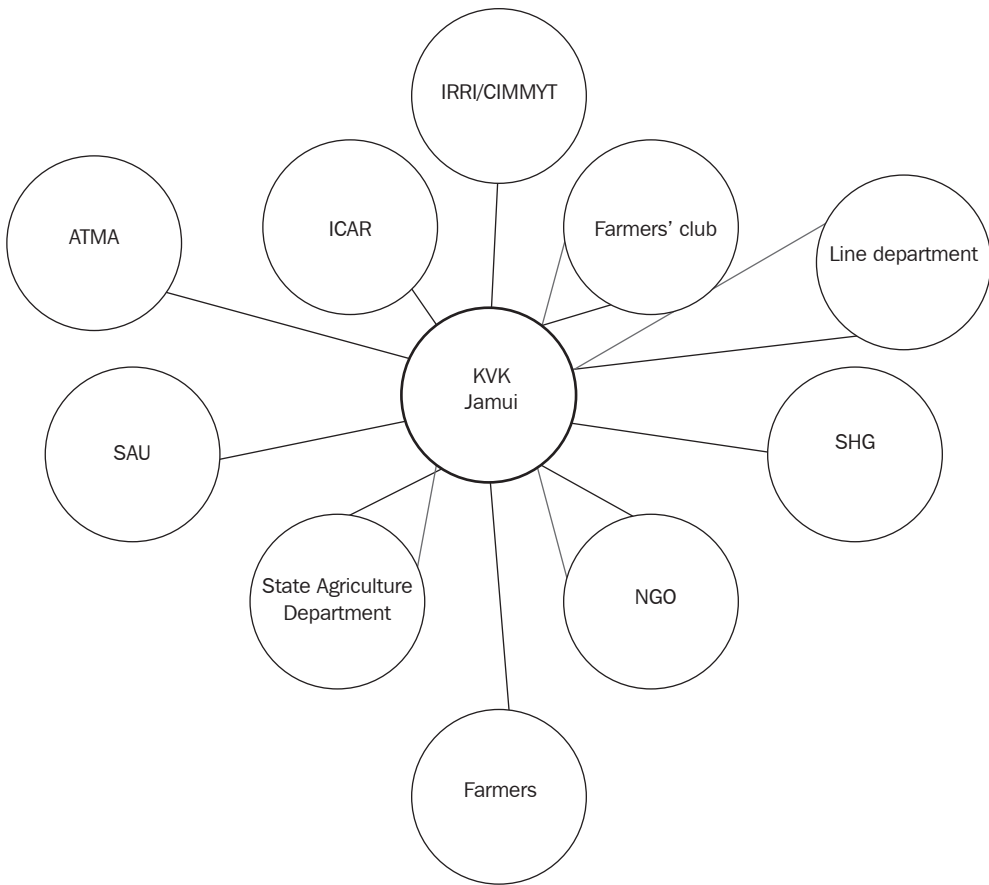 IRRI/CIMMYT
ATMA
ICAR
Farmers’ club
Line department
KVK
Jamui
SAU
SHG
State Agriculture
Department
NGO
Farmers